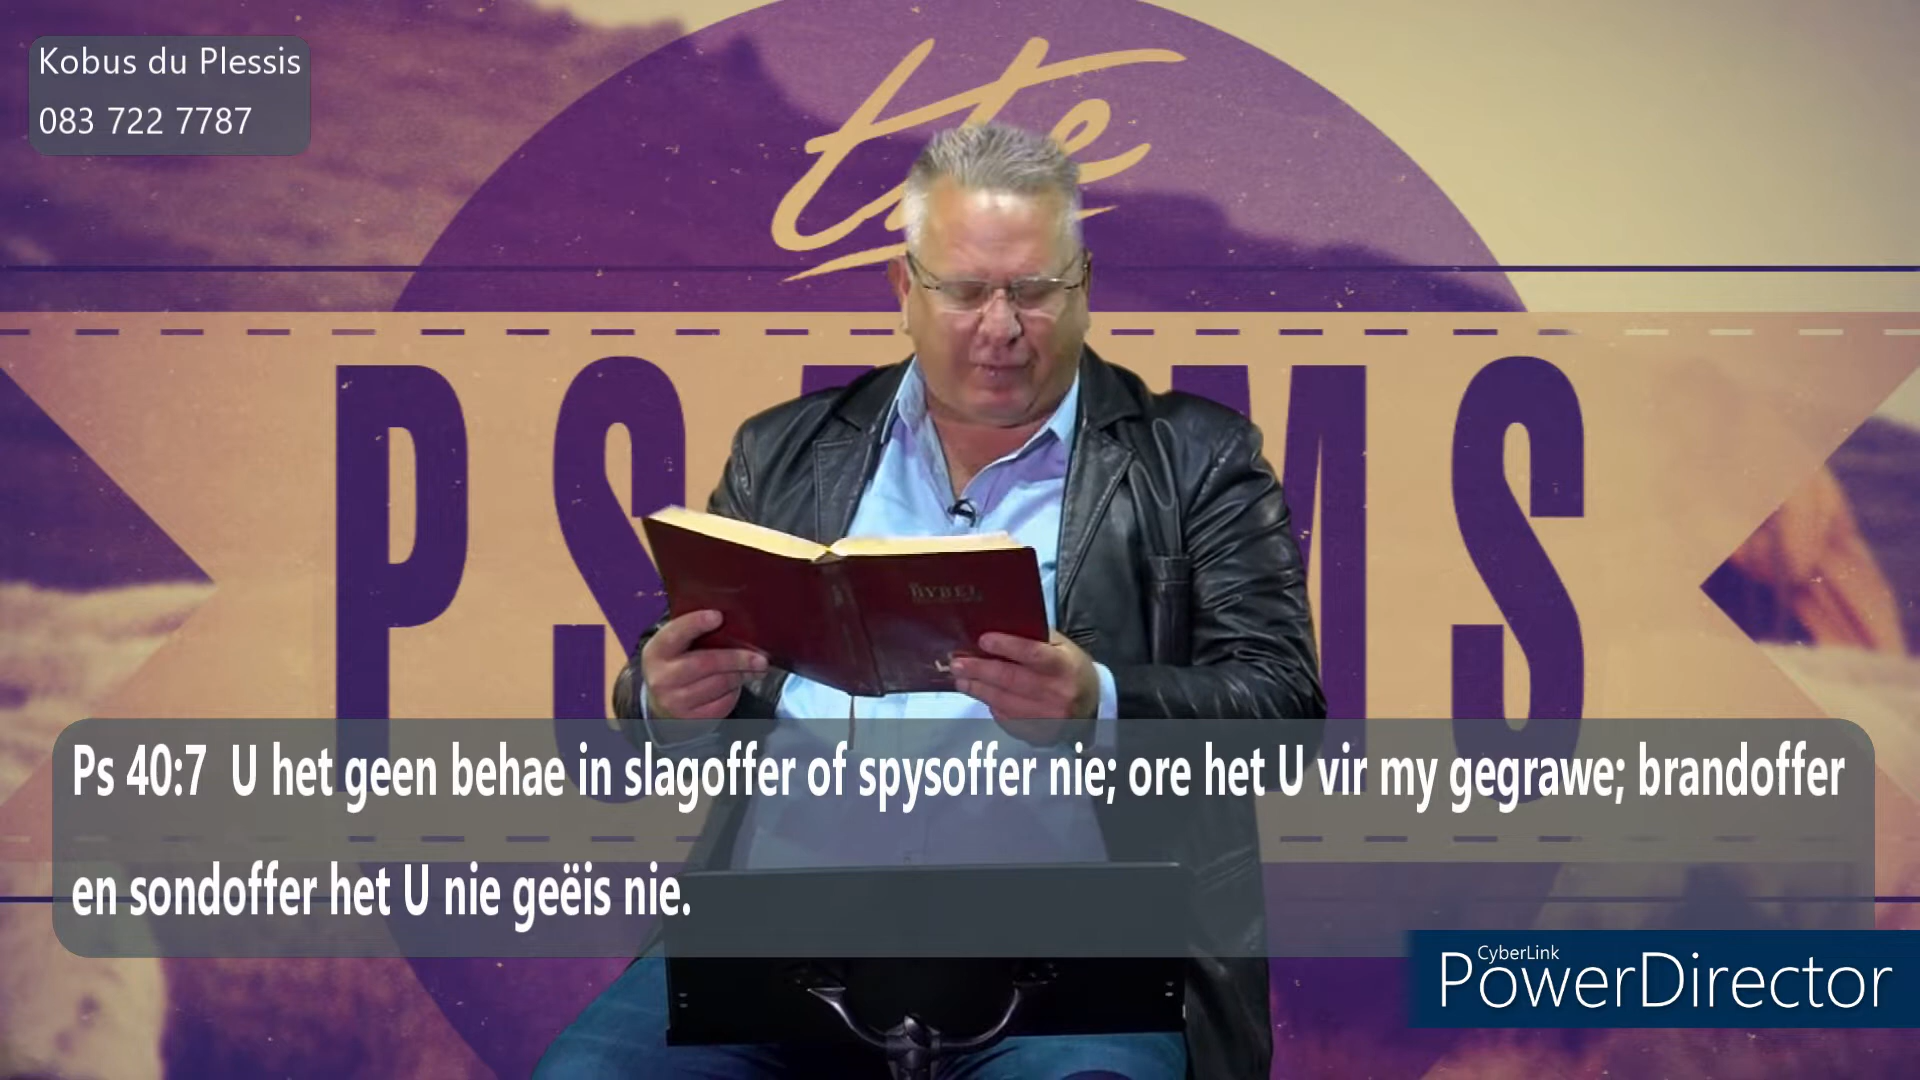 Kobus du Plessis
083 722 7787
the
PS MS
BYBEL
Ps 40:7 U het geen behae in slagoffer of spysoffer nie; ore het U vir my gegrawe; brandoffer
en sondoffer het U nie geëis nie.
CyberLink
PowerDirector